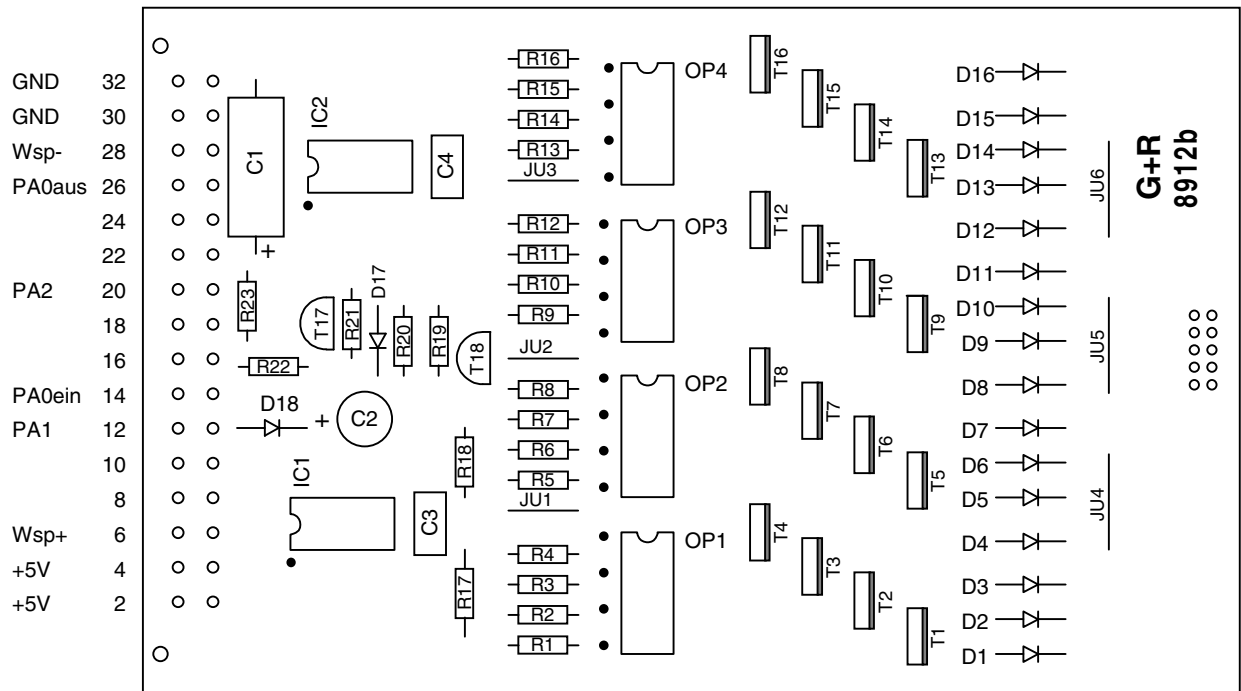 GND 32
GND 30
Wsp- 28
PA0aus 26
24
22
PA2 20
18
16
PA0ein 14
PA1 12
10
8
Wsp+ 6
+5V 4
+5V 2
C1
+
IC2
C4
R23
T17
R21
D17
R20
R19
T18
R22
D18
+
C2
IC1
C3
R18
R17
R16
R15
R14
R13
JU3
R12
R11
R10
R9
JU2
R8
R7
R6
R5
JU1
R4
R3
R2
R1
OP4
OP3
OP2
OP1
T16
T15
T14
T13
T12
T11
T10
T9
T8
T7
T6
T5
T4
T3
T2
T1
D16
D15
D14
D13
D12
D11
D10
D9
D8
D7
D6
D5
D4
D3
D2
D1
JU6
JU5
JU4
G+R
8912b